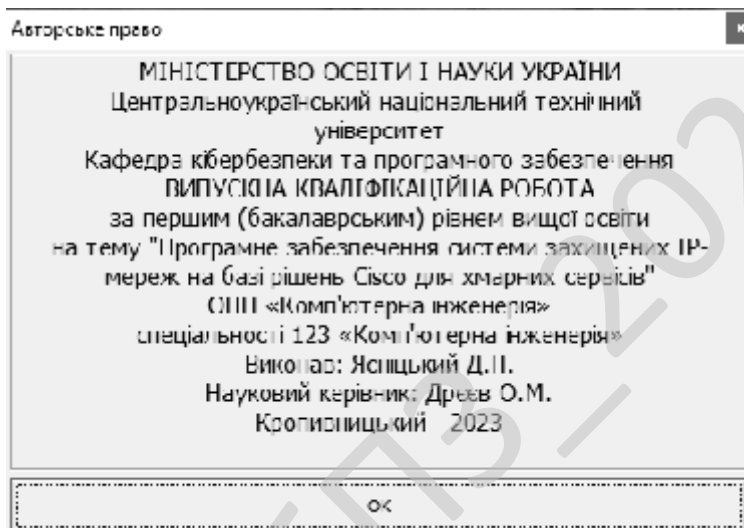 Авторське право
МІНІСТЕРСТВО ОСВІТИ І НАУКИ УКРАЇНИ
Центральноукраїнський національний технічний
університет
Кафедра кібербезпеки та програмного забезпечення
ВИПУСКНА КВАЛІФІКАЦІЙНА РОБОТА
за першим (бакалаврським) рівнем вищої освіти
на тему "Програмне забезпечення системи захищених IP-
мереж на базі рішень Cisco для хмарних сервісів"
ОПП «Комп'ютерна інженерія»
спеціальності 123 «Комп'ютерна інженерія»
Виконав: Ясніцький Д.П.
Науковий керівник: Дрєєв О.М.
Кропивницький 2023
ОК